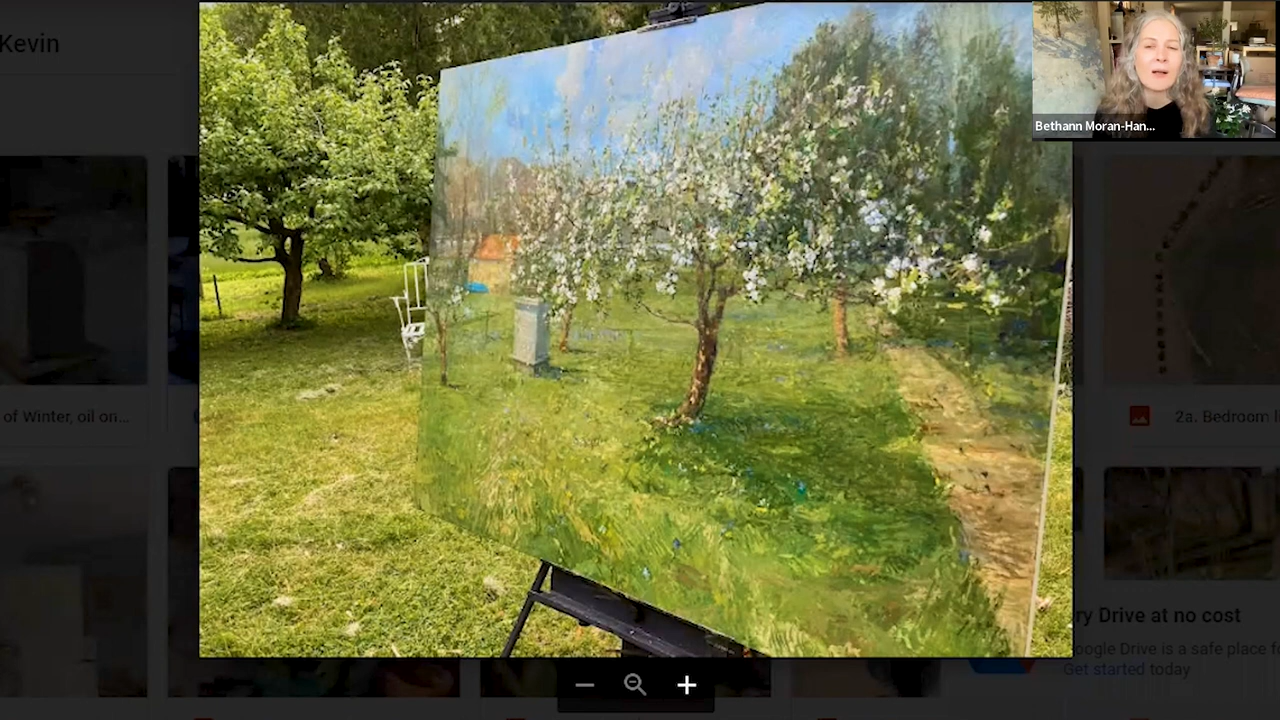 Kevin
Bethann Moran-Han...
of Winter, oil on...
2a. Bedroom
ry Drive at no cost
oogle Drive is a safe place f
Get started today